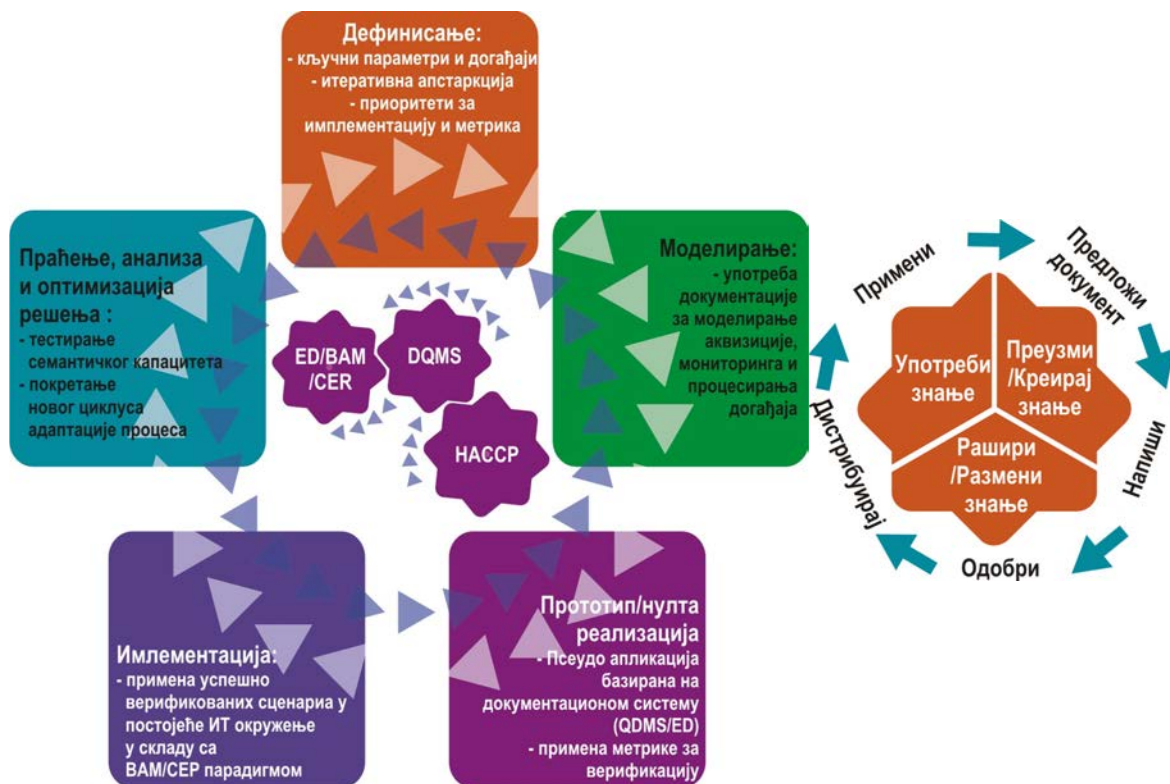 Дефинисање:
- кључни параметри и догађаји
- итеративна апстаркција
- приоритети за
имплементацију и метрика
Праћење, анализа
и оптимизација
решења :
- тестирање
семантичког капацитета
- покретање
новог циклуса
адаптације процеса
ED/BAM
/CER
DQMS
НАССР
Моделирање:
- употреба
документације
за моделирање
аквизиције,
мониторинга и
процесирања
догађаја
Имлементација:
- примена успешно
верификованих сценариа у
постојеће ИТ окружење
у складу са
BAM/CEP парадигмом
Прототип/нулта
реализација
- Псеудо апликација
базирана на
документационом систему
(QDMS/ED)
- примена метрике за
верификацију
Примени
Предложи
документ
Напиши
Одобри
Дистрибуирај
Употреби
знање
Преузми
/Креирај
знање
Рашири
/Размени
знање